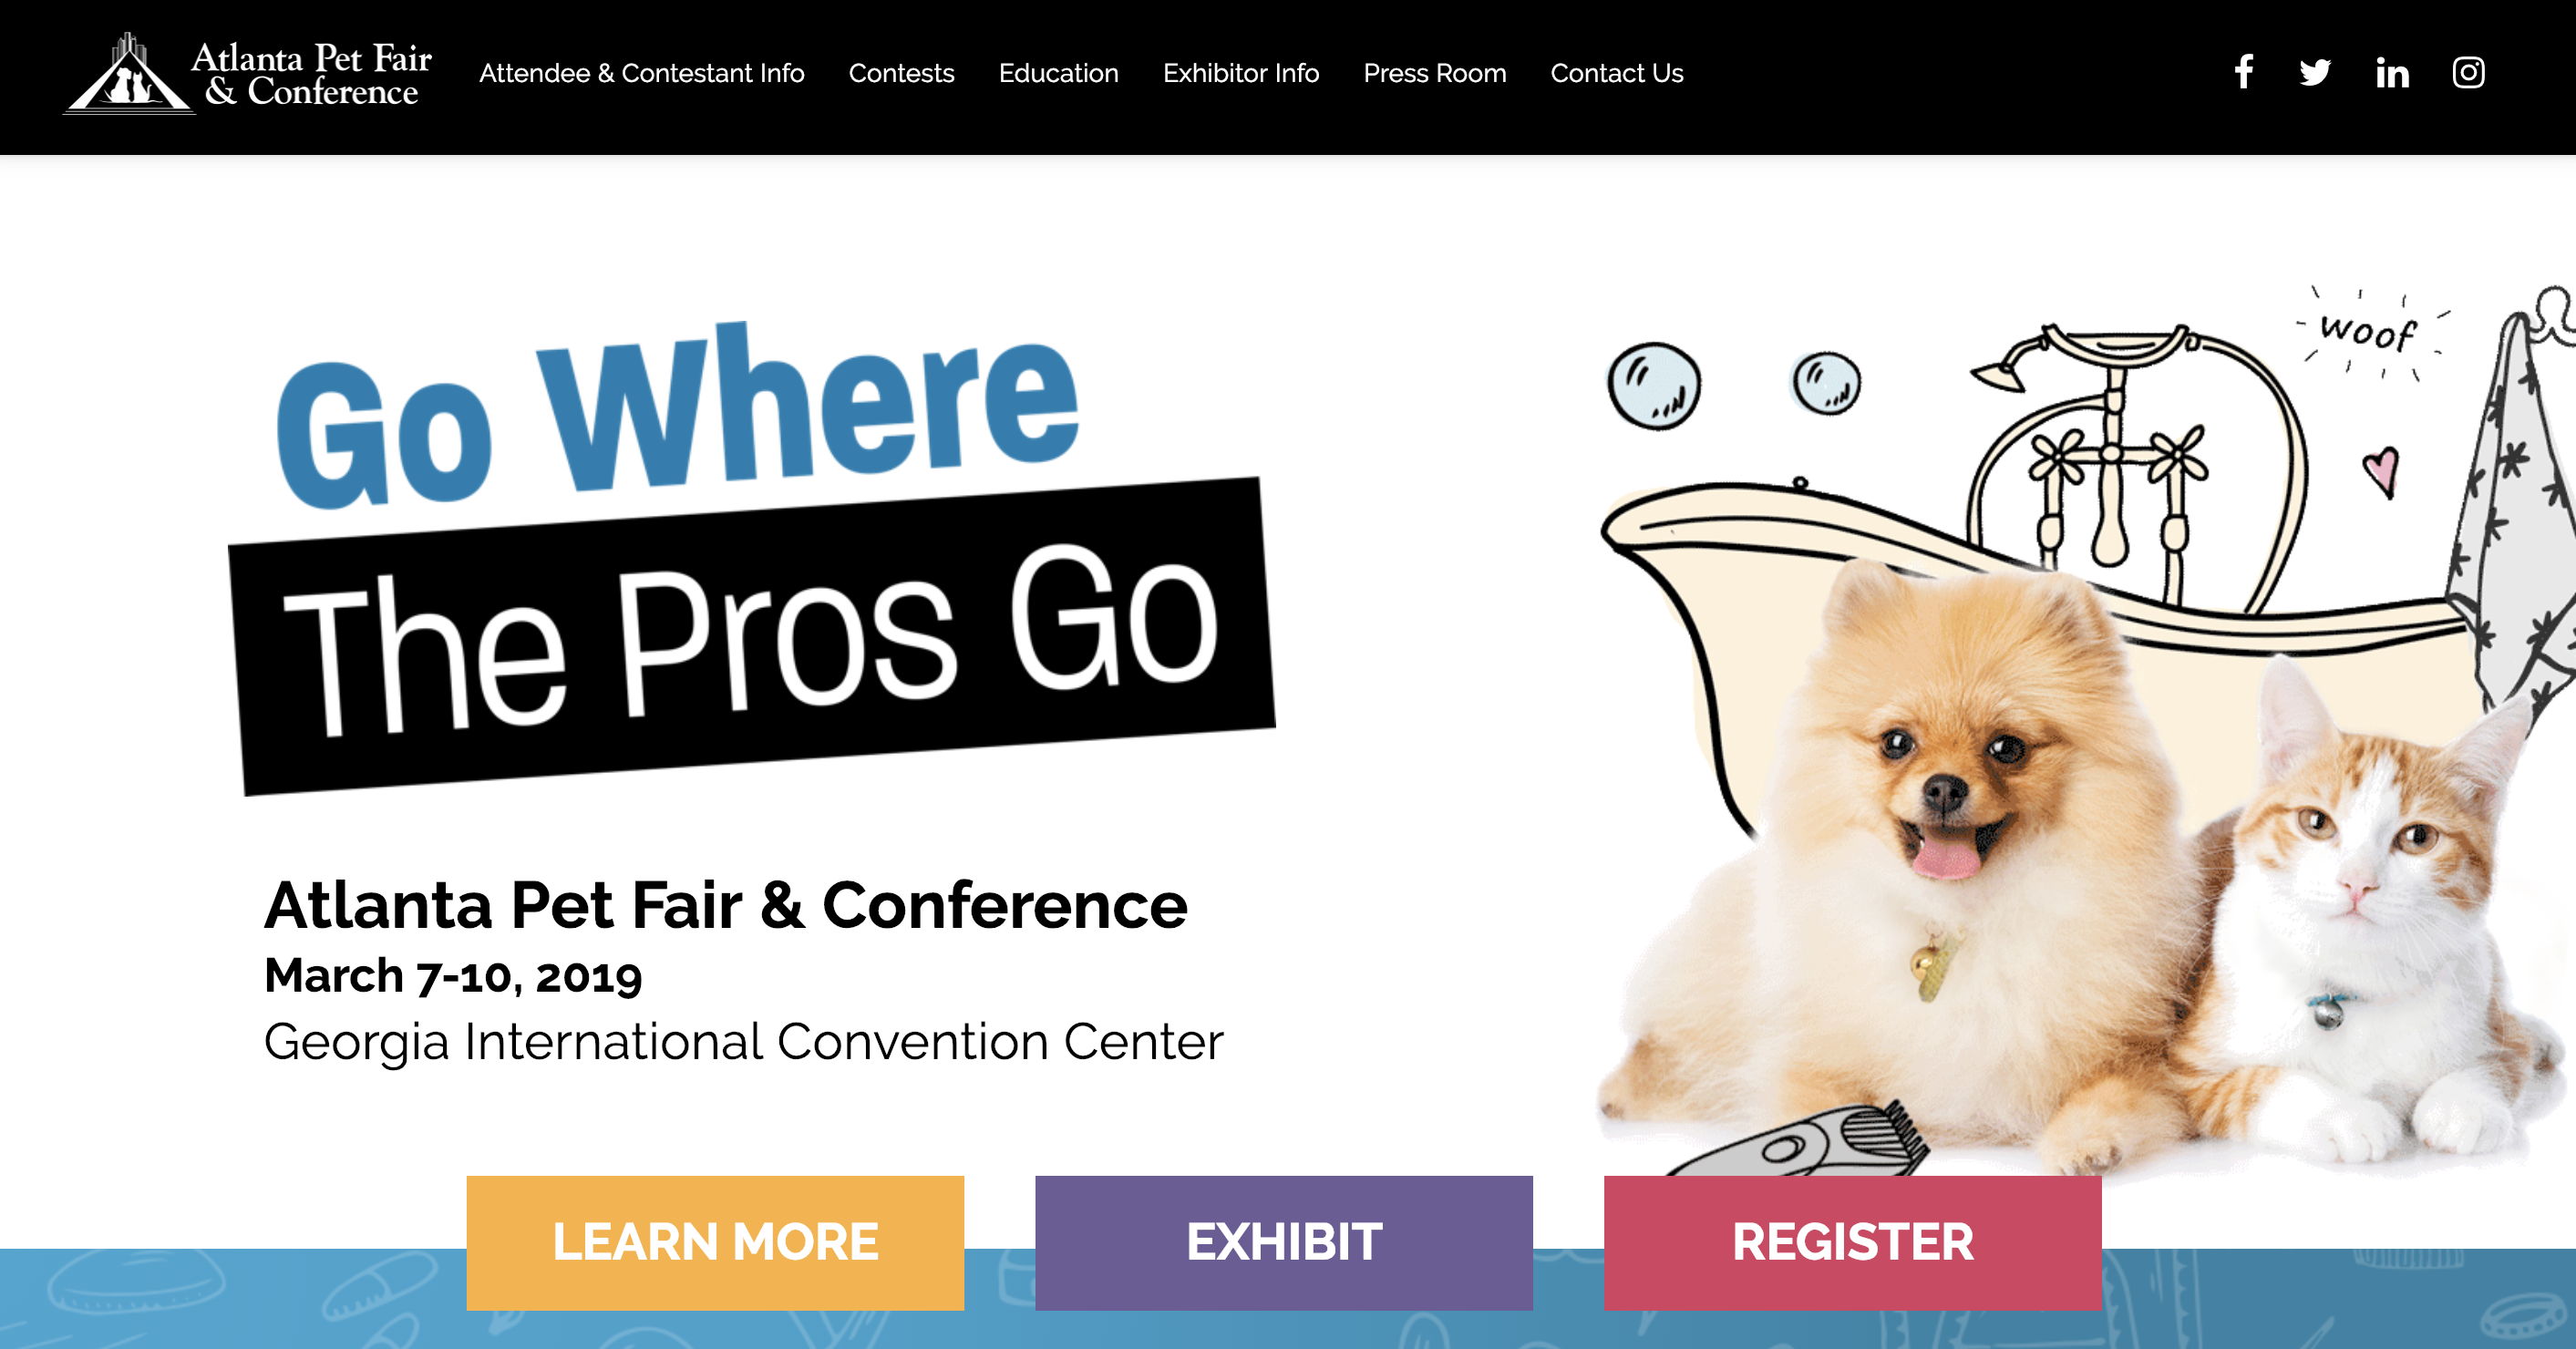 Atlanta Pet Fair
& Conference
Attendee & Contestant Info
Contests
Education
Exhibitor Info
Press Room
Contact Us
Go Where
The Pros Go
woof
Atlanta Pet Fair & Conference
March 7-10, 2019
Georgia International Convention Center
LEARN MORE
EXHIBIT
REGISTER